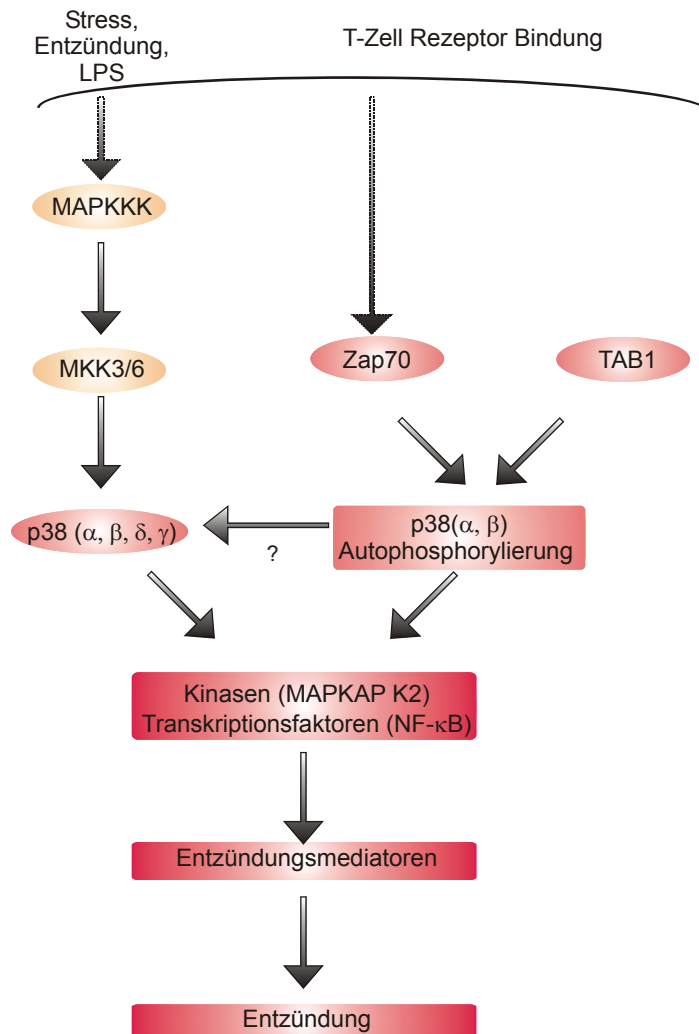 Stress,
Entzündung,
LPS
T-Zell Rezeptor Bindung
MAPKKK
MKK3/6
Zap70
TAB1
p38 (α, β, δ, γ)
?
p38(α, β)
Autophosphorylierung
Kinasen (MAPKAP K2)
Transkriptionsfaktoren (NF-κB)
Entzündungsmediatoren
Entzündung